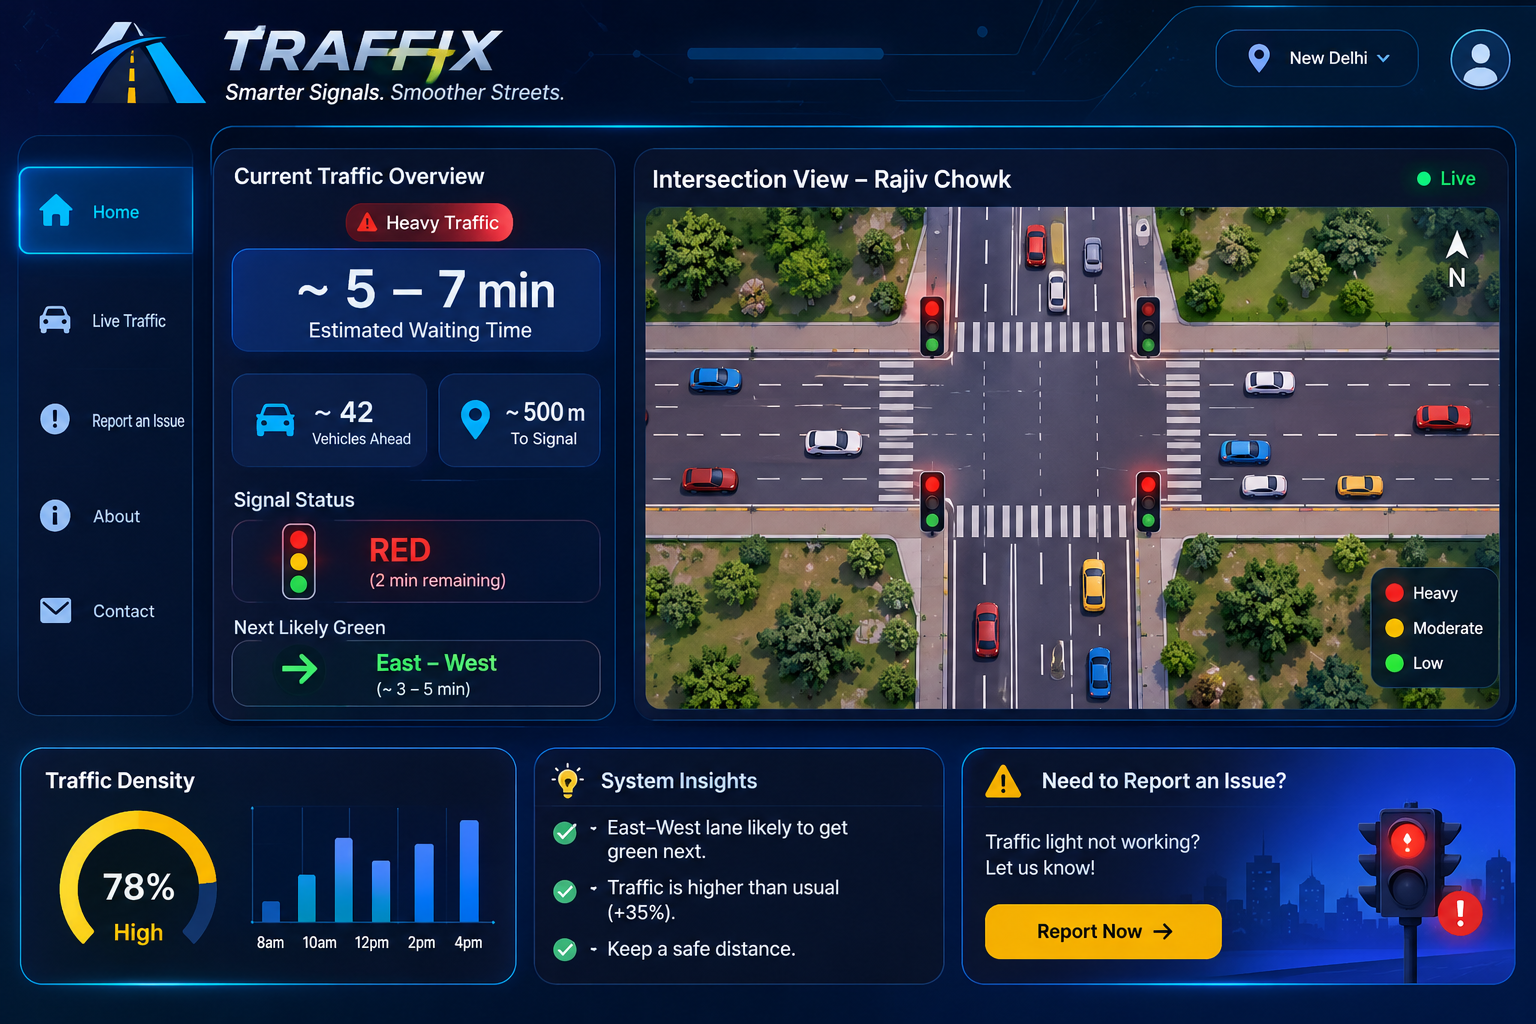 TRAFFIX
Smarter Signals. Smoother Streets.
New Delhi
Home
Live Traffic
Report an Issue
About
Contact
Current Traffic Overview
Heavy Traffic
~ 5 – 7 min
Estimated Waiting Time
~ 42
Vehicles Ahead
~ 500 m
To Signal
Signal Status
RED
(2 min remaining)
Next Likely Green
East – West
(~ 3 – 5 min)
Intersection View – Rajiv Chowk
Live
N
Heavy
Moderate
Low
Traffic Density
78%
High
8am 10am 12pm 2pm 4pm
System Insights
- East–West lane likely to get
green next.
- Traffic is higher than usual
(+35%).
- Keep a safe distance.
Need to Report an Issue?
Traffic light not working?
Let us know!
Report Now →